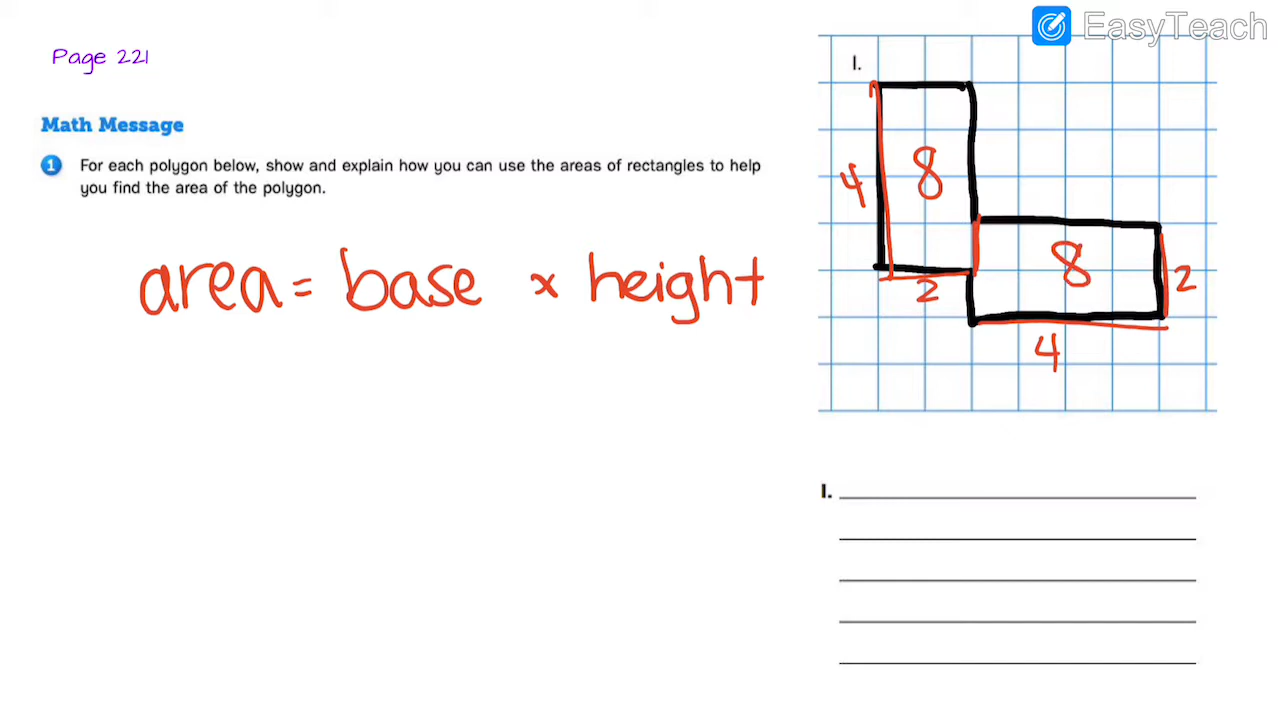 EasyTeach
Page 221
Math Message
1 For each polygon below, show and explain how you can use the areas of rectangles to help
you find the area of the polygon.
area = base × height
1.
4
8
2
8
2
4
1.